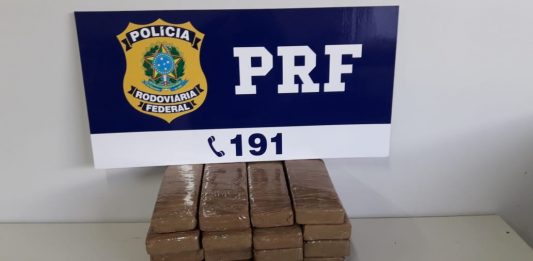 POLÍCIA
RODOVIÁRIA
FEDERAL
PRF
191